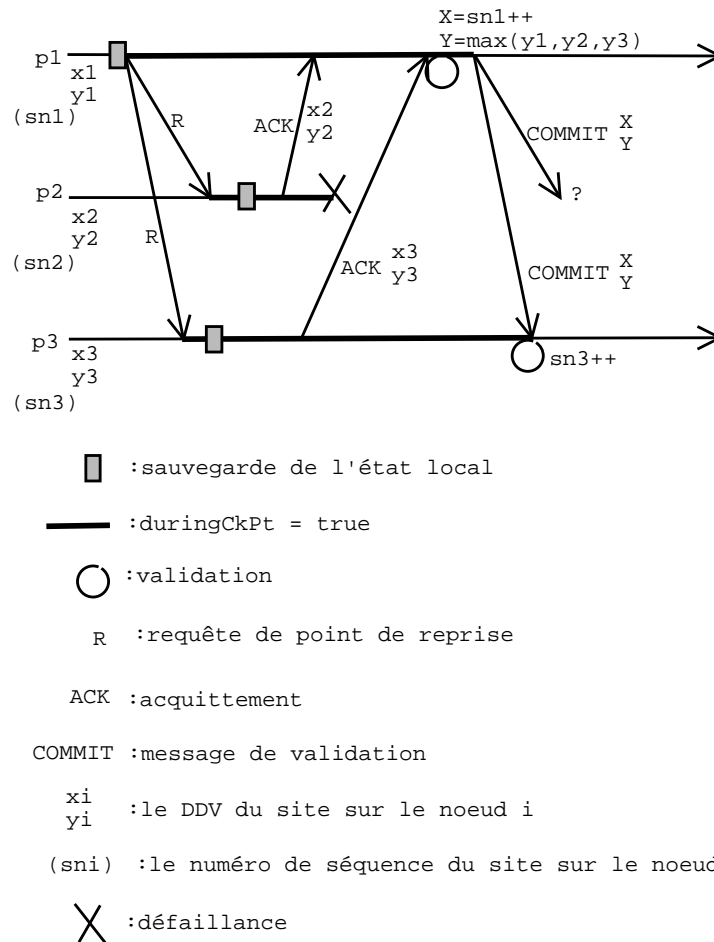 X=sn1++
Y=max(y1,y2,y3)
p1
x1
y1
(sn1)
R
ACK
x2
y2
COMMIT
X
Y
p2
x2
y2
(sn2)
R
?
ACK
x3
y3
COMMIT
X
Y
p3
x3
y3
(sn3)
sn3++
:sauvegarde de l'état local
:duringCkPt = true
:validation
R :requête de point de reprise
ACK :acquittement
COMMIT :message de validation
xi
yi :le DDV du site sur le noeud i
(sni) :le numéro de séquence du site sur le noeud
:défaillance